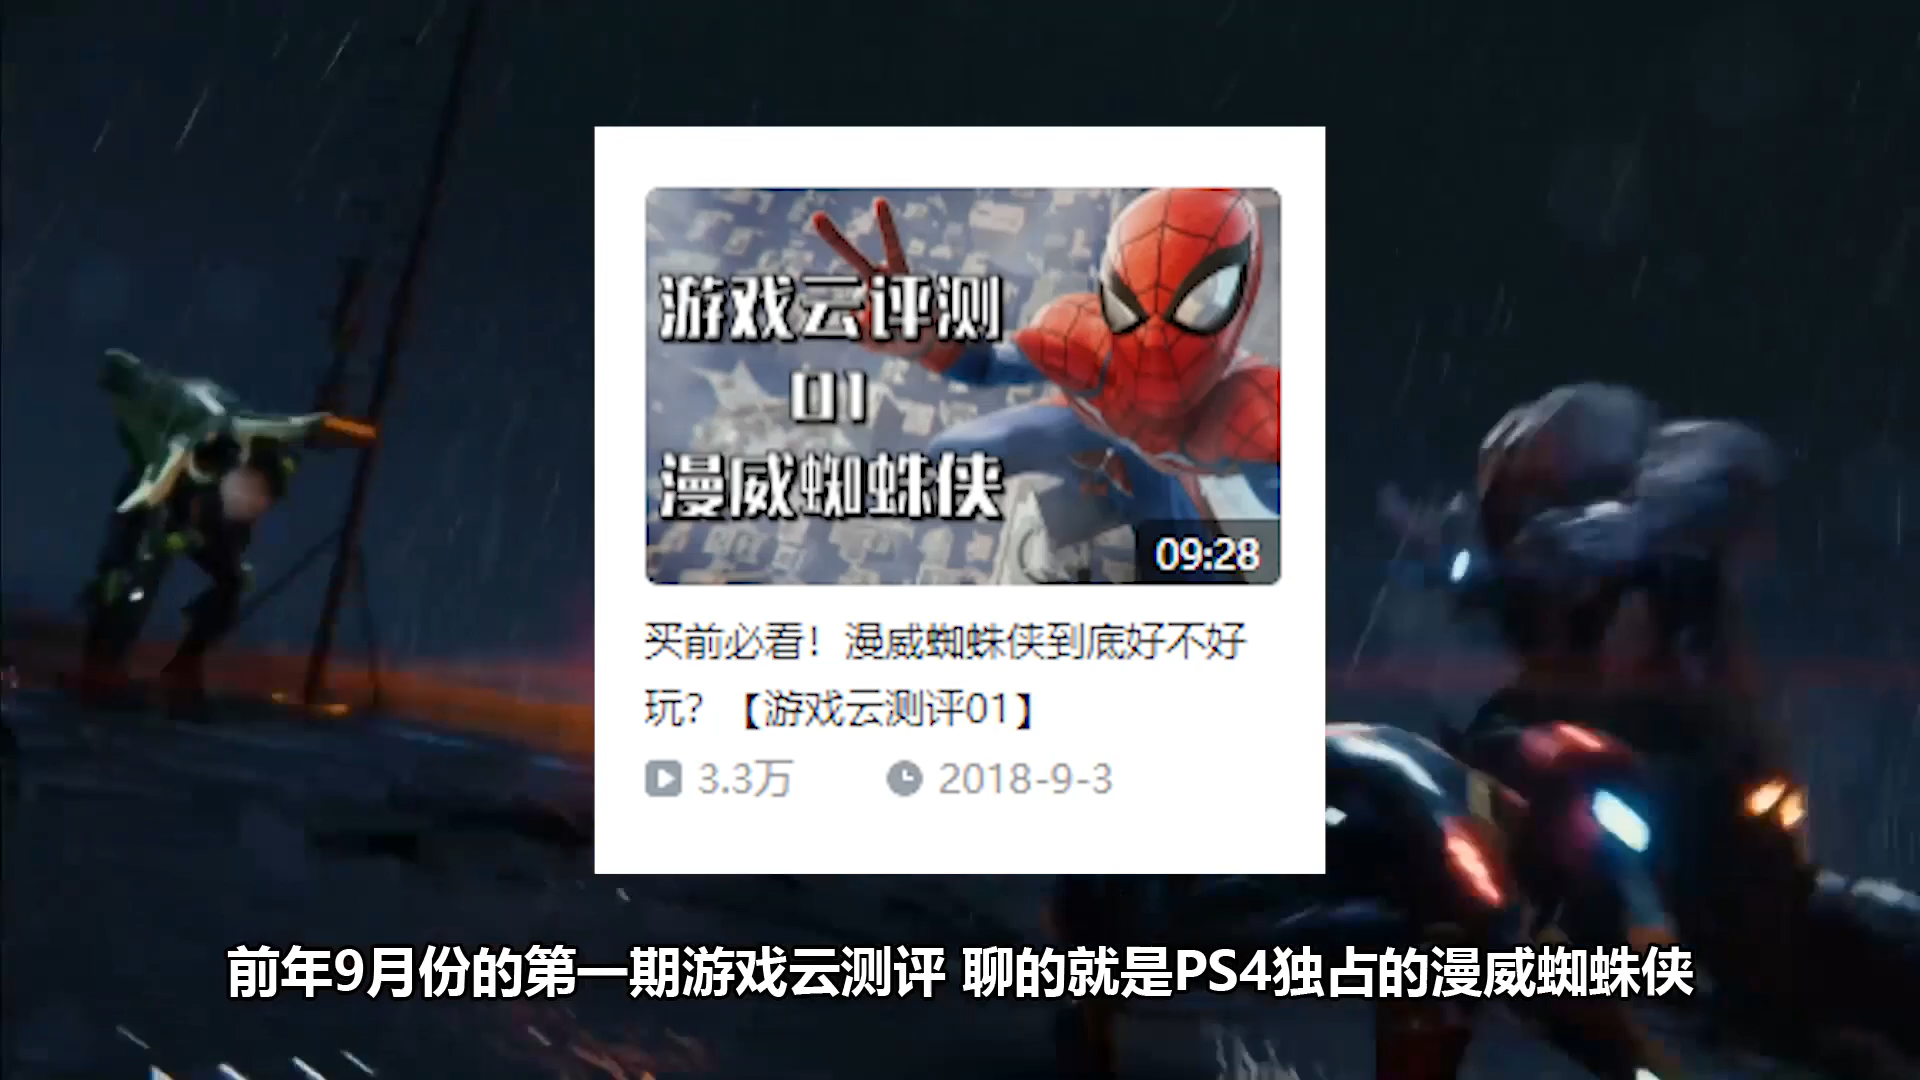 游戏云评测
01
漫威蜘蛛侠
09:28
买前必看！漫威蜘蛛侠到底好不好
玩？【游戏云测评01】
3.3万 2018-9-3
前年9月份的第一期游戏云测评 聊的就是PS4独占的漫威蜘蛛侠